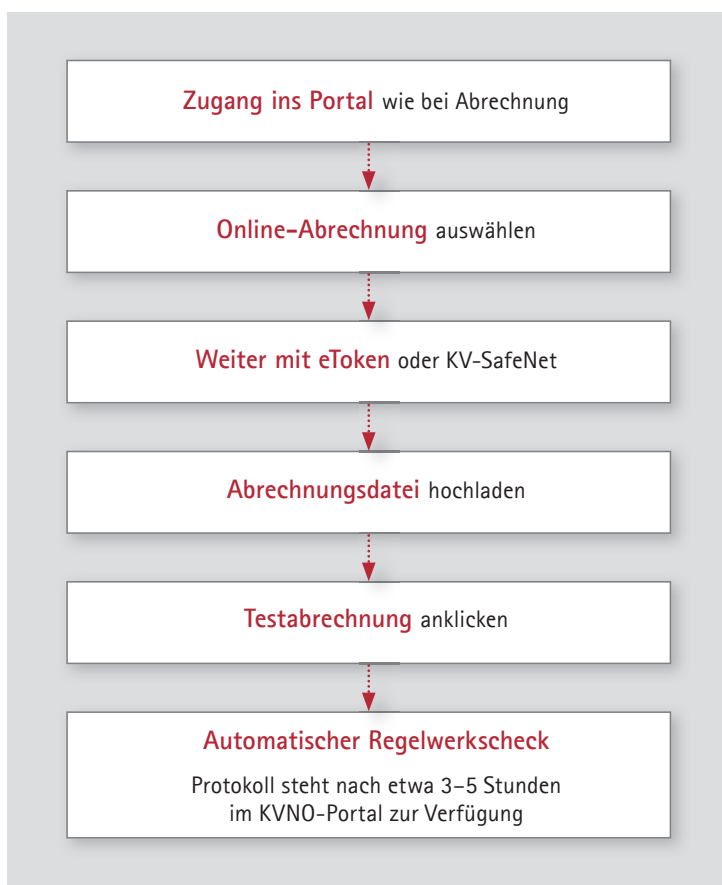 Zugang ins Portal wie bei Abrechnung
Online-Abrechnung auswählen
Weiter mit eToken oder KV-SafeNet
Abrechnungsdatei hochladen
Testabrechnung anklicken
Automatischer Regelwerkscheck
Protokoll steht nach etwa 3–5 Stunden
im KVNO-Portal zur Verfügung